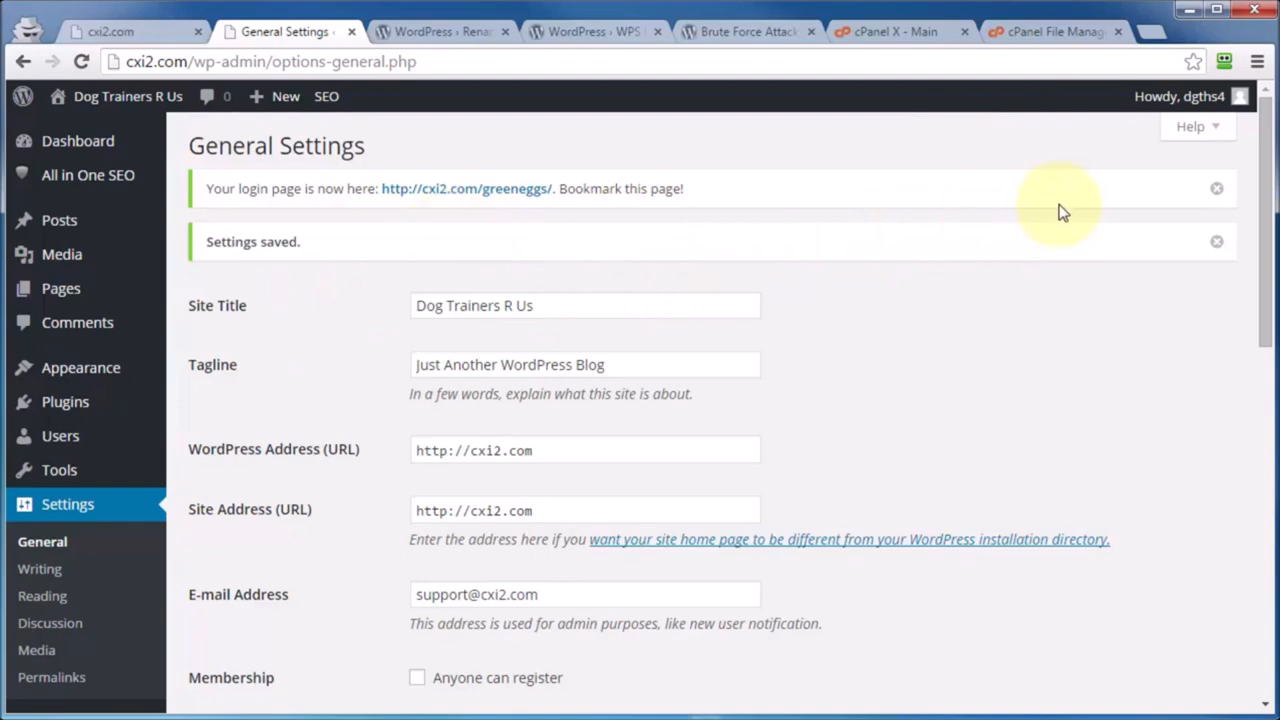 cxi2.com
General Settings
WordPress › Renar
WordPress › WPS
Brute Force Attack
cPanel X - Main
cPanel File Manag
cxi2.com/wp-admin/options-general.php
Dog Trainers R Us
0
New
SEO
Howdy, dgths4
Help
Dashboard
All in One SEO
Posts
Media
Pages
Comments
Appearance
Plugins
Users
Tools
Settings
General
Writing
Reading
Discussion
Media
Permalinks
General Settings
Your login page is now here: http://cxi2.com/greeneggs/. Bookmark this page!
Settings saved.
Site Title
Dog Trainers R Us
Tagline
Just Another WordPress Blog
In a few words, explain what this site is about.
WordPress Address (URL)
http://cxi2.com
Site Address (URL)
http://cxi2.com
Enter the address here if you want your site home page to be different from your WordPress installation directory.
E-mail Address
support@cxi2.com
This address is used for admin purposes, like new user notification.
Membership
Anyone can register